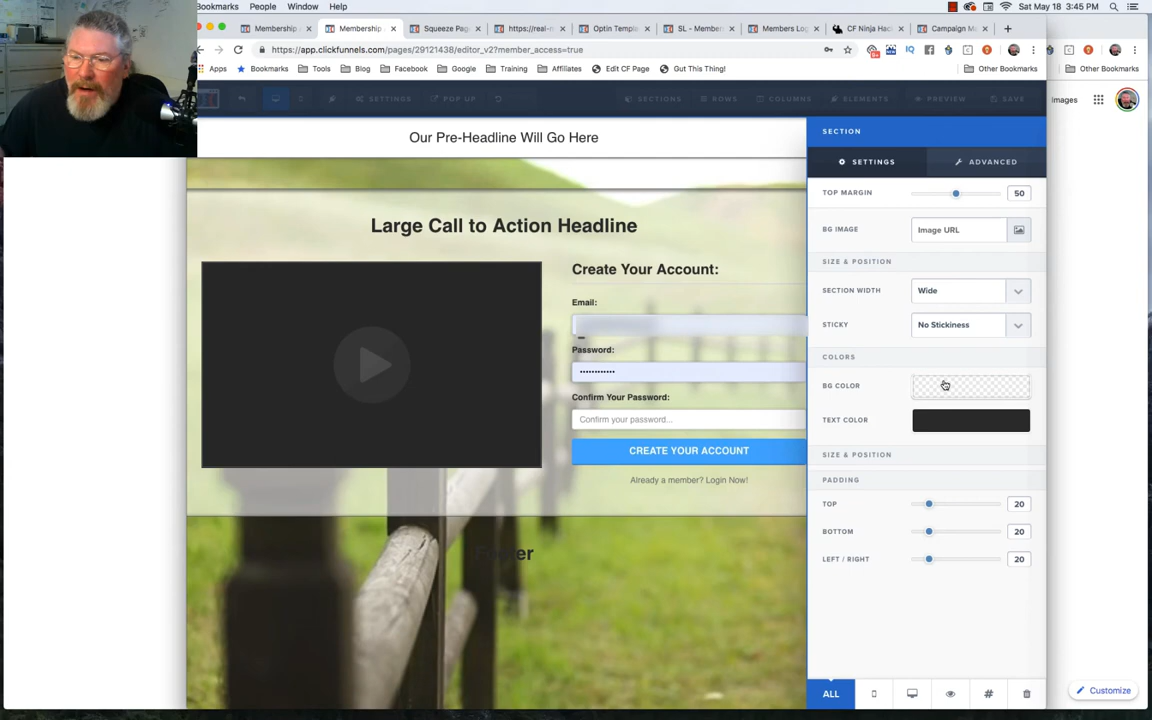 Bookmarks People Window Help Sat May 18 3:45 PM
Membership Membership Squeeze Pag https://real-r Optin Templ SL - Membe Members Log CF Ninja Hac Campaign M
https://app.clickfunnels.com/pages/29121438/editor_v2?member_access=true
Apps Bookmarks Tools Blog Facebook Google Training Affiliates Edit CF Page Gut This Thing! Other Bookmarks Other Bookmarks
SETTINGS POP UP SECTIONS ROWS COLUMNS ELEMENTS PREVIEW SAVE
Images
Our Pre-Headline Will Go Here
Large Call to Action Headline
Create Your Account:
Email:
Password:
••••••••••••
Confirm Your Password:
Confirm your password...
CREATE YOUR ACCOUNT
Already a member? Login Now!
Footer
SECTION
SETTINGS ADVANCED
TOP MARGIN 50
BG IMAGE Image URL
SIZE & POSITION
SECTION WIDTH Wide
STICKY No Stickiness
COLORS
BG COLOR
TEXT COLOR
SIZE & POSITION
PADDING
TOP 20
BOTTOM 20
LEFT / RIGHT 20
ALL #
Customize